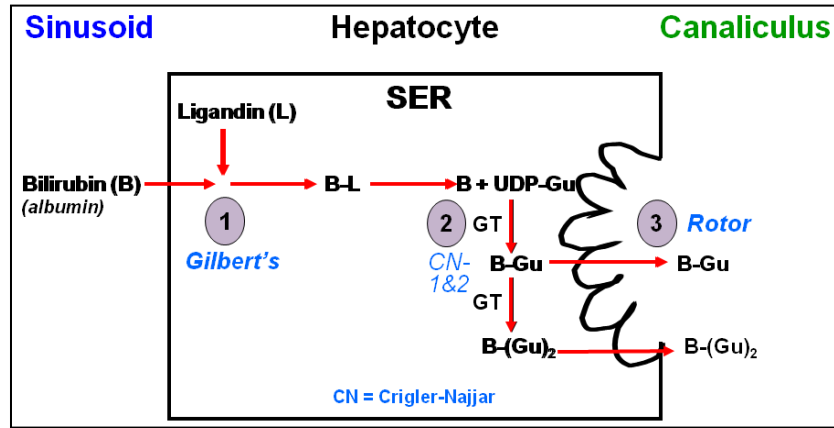 Sinusoid Hepatocyte Canaliculus
SER
Ligandin (L)
Bilirubin (B) B-L B + UDP-Gu
(albumin)
1 2 GT 3 Rotor
Gilbert's CN-1&2 B-Gu B-Gu
GT
B-(Gu)₂ B-(Gu)₂
CN = Crigler-Najjar